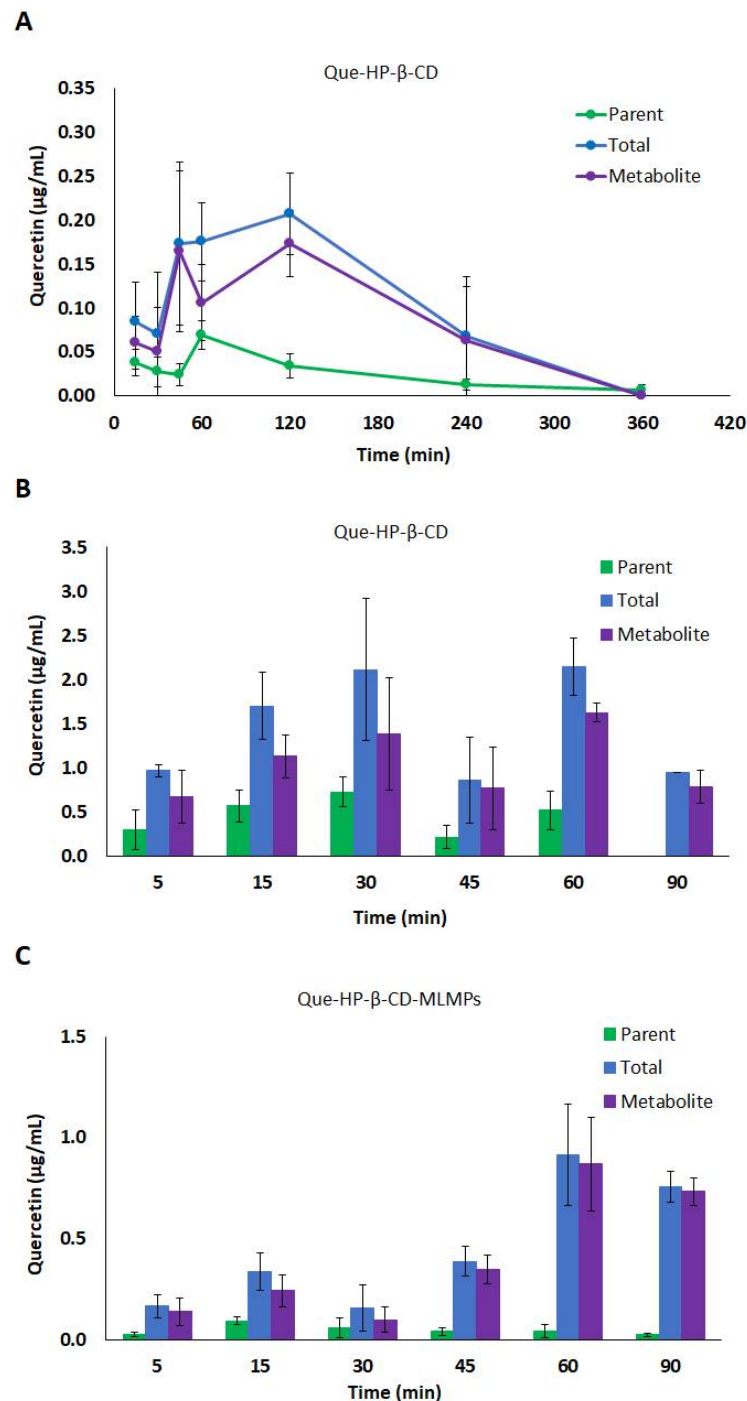 A
Que-HP-β-CD
0.35
0.30
0.25
0.20
0.15
0.10
0.05
0.00
Quercetin (µg/mL)
Parent
Total
Metabolite
0 60 120 180 240 300 360 420
Time (min)
B
Que-HP-β-CD
3.5
3.0
2.5
2.0
1.5
1.0
0.5
0.0
Quercetin (µg/mL)
Parent
Total
Metabolite
5 15 30 45 60 90
Time (min)
C
Que-HP-β-CD-MLMPs
1.5
1.0
0.5
0.0
Quercetin (µg/mL)
Parent
Total
Metabolite
5 15 30 45 60 90
Time (min)